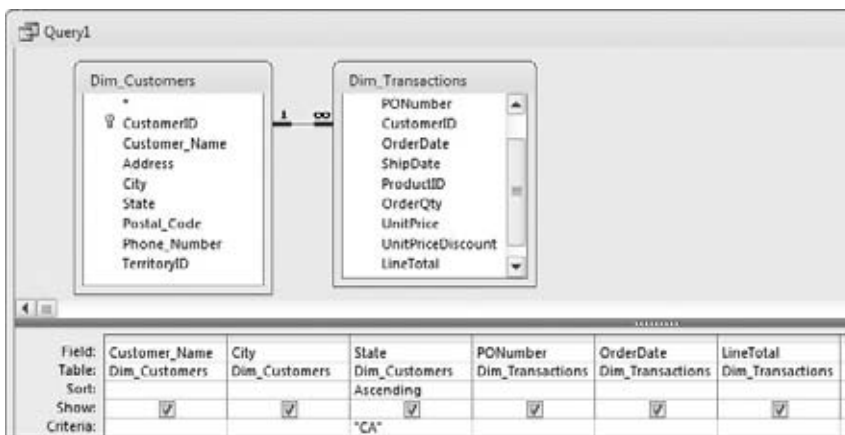 Query1
Dim_Customers
*
CustomerID
Customer_Name
Address
City
State
Postal_Code
Phone_Number
TerritoryID
1 ∞
Dim_Transactions
PONumber
CustomerID
OrderDate
ShipDate
ProductID
OrderQty
UnitPrice
UnitPriceDiscount
LineTotal
Field: Customer_Name City State PONumber OrderDate LineTotal
Table: Dim_Customers Dim_Customers Dim_Customers Dim_Transactions Dim_Transactions Dim_Transactions
Sort: Ascending
Show:
Criteria: "CA"